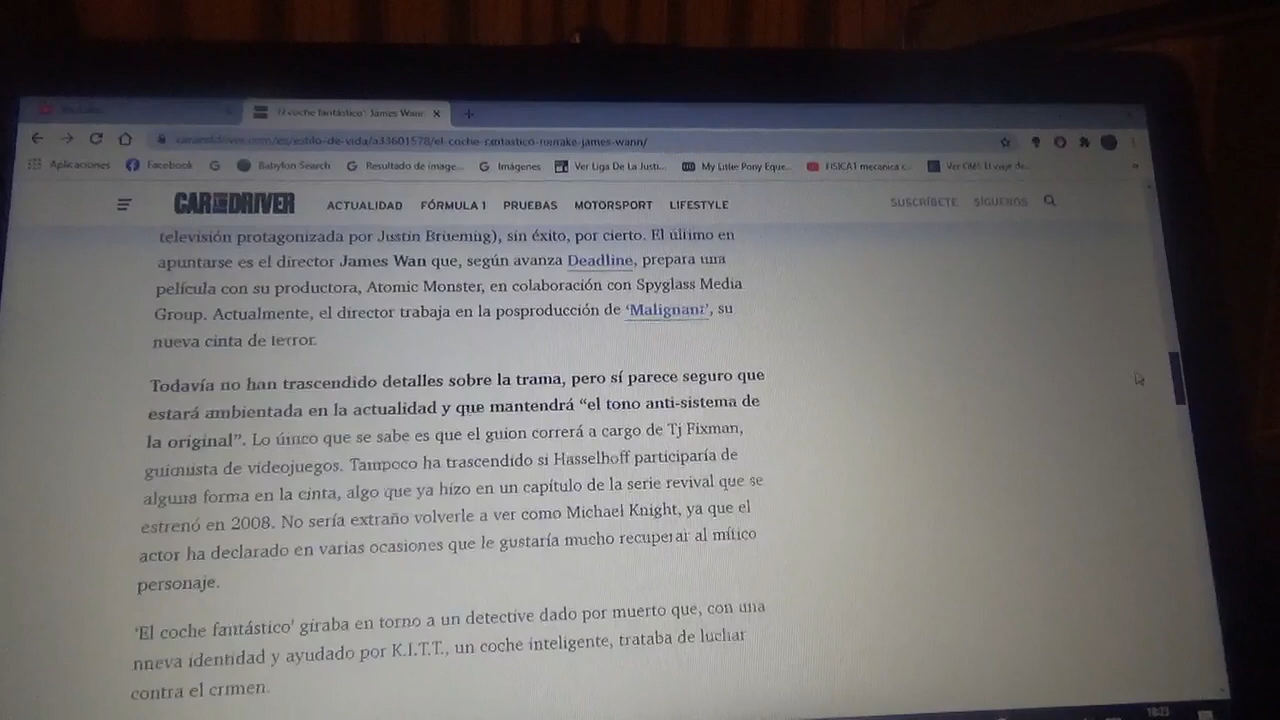 'El coche fantástico': James Wann
caranddriver.com/es/estilo-de-vida/a33601578/el-coche-fantastico-remake-james-wann/
Aplicaciones Facebook Babylon Search Resultado de image... Imágenes Ver Liga De La Justi... My Little Pony Eque... FISICA1 mecanica c...
CAR AND DRIVER ACTUALIDAD FÓRMULA 1 PRUEBAS MOTORSPORT LIFESTYLE SUSCRÍBETE SÍGUENOS
televisión protagonizada por Justin Brueming), sin éxito, por cierto. El último en
apuntarse es el director James Wan que, según avanza Deadline, prepara una
película con su productora, Atomic Monster, en colaboración con Spyglass Media
Group. Actualmente, el director trabaja en la posproducción de 'Malignant', su
nueva cinta de terror.
Todavía no han trascendido detalles sobre la trama, pero sí parece seguro que
estará ambientada en la actualidad y que mantendrá “el tono anti-sistema de
la original”. Lo único que se sabe es que el guion correrá a cargo de Tj Fixman,
guionista de videojuegos. Tampoco ha trascendido si Hasselhoff participaría de
alguna forma en la cinta, algo que ya hizo en un capítulo de la serie revival que se
estrenó en 2008. No sería extraño volverle a ver como Michael Knight, ya que el
actor ha declarado en varias ocasiones que le gustaría mucho recuperar al mítico
personaje.
'El coche fantástico' giraba en torno a un detective dado por muerto que, con una
nueva identidad y ayudado por K.I.T.T., un coche inteligente, trataba de luchar
contra el crimen.